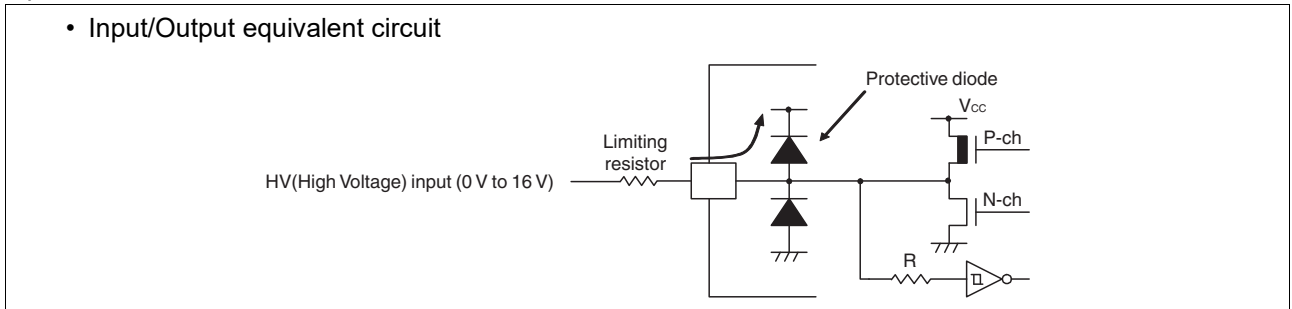 • Input/Output equivalent circuit
Protective diode
VCC
P-ch
Limiting
resistor
HV(High Voltage) input (0 V to 16 V)
N-ch
R